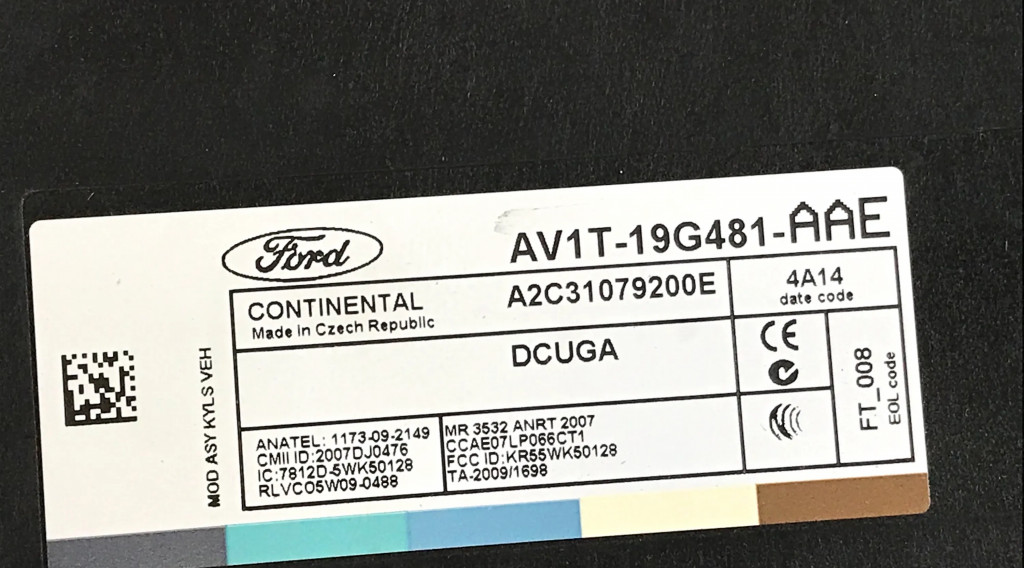 Ford
AV1T-19G481-AAE
CONTINENTAL
Made in Czech Republic
A2C31079200E
4A14
date code
DCUGA
CE
FT_008
EOL code
MOD ASY KYLS VEH
ANATEL: 1173-09-2149
CMII ID:2007DJ0476
IC:7812D-5WK50128
RLVCO5W09-0488
MR 3532 ANRT 2007
CCAE07LP066CT1
FCC ID:KR55WK50128
TA-2009/1698